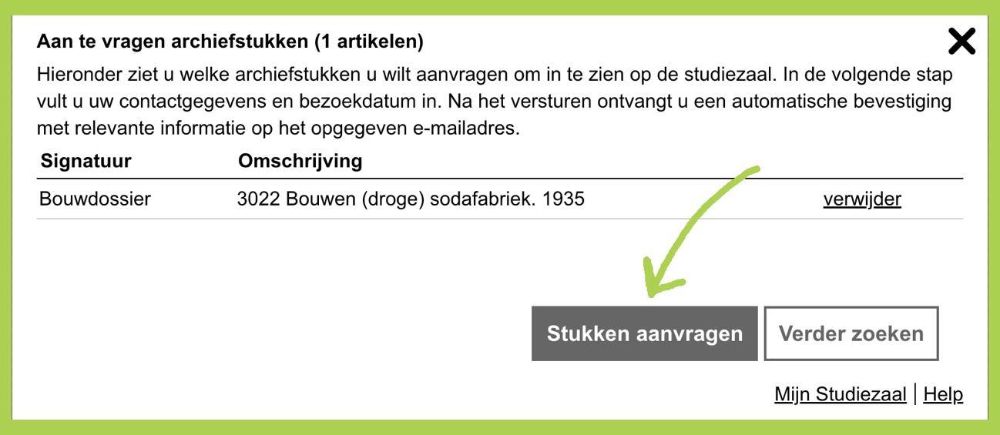 Aan te vragen archiefstukken (1 artikelen)
Hieronder ziet u welke archiefstukken u wilt aanvragen om in te zien op de studiezaal. In de volgende stap
vult u uw contactgegevens en bezoekdatum in. Na het versturen ontvangt u een automatische bevestiging
met relevante informatie op het opgegeven e-mailadres.
Signatuur Omschrijving
Bouwdossier 3022 Bouwen (droge) sodafabriek. 1935 verwijder
Stukken aanvragen Verder zoeken
Mijn Studiezaal | Help